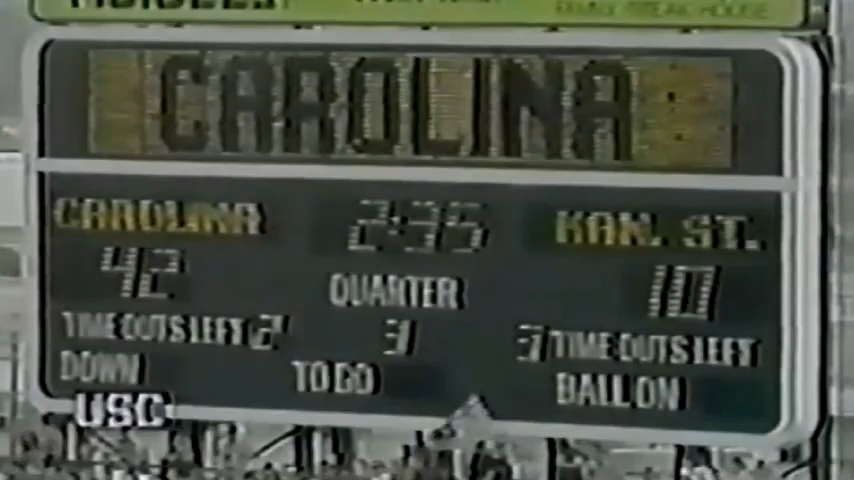 CAROLINA
CAROLINA 2:35 KAN. ST.
42 QUARTER 10
TIME OUTS LEFT 2 3 3 TIME OUTS LEFT
DOWN TO GO BALL ON
USC